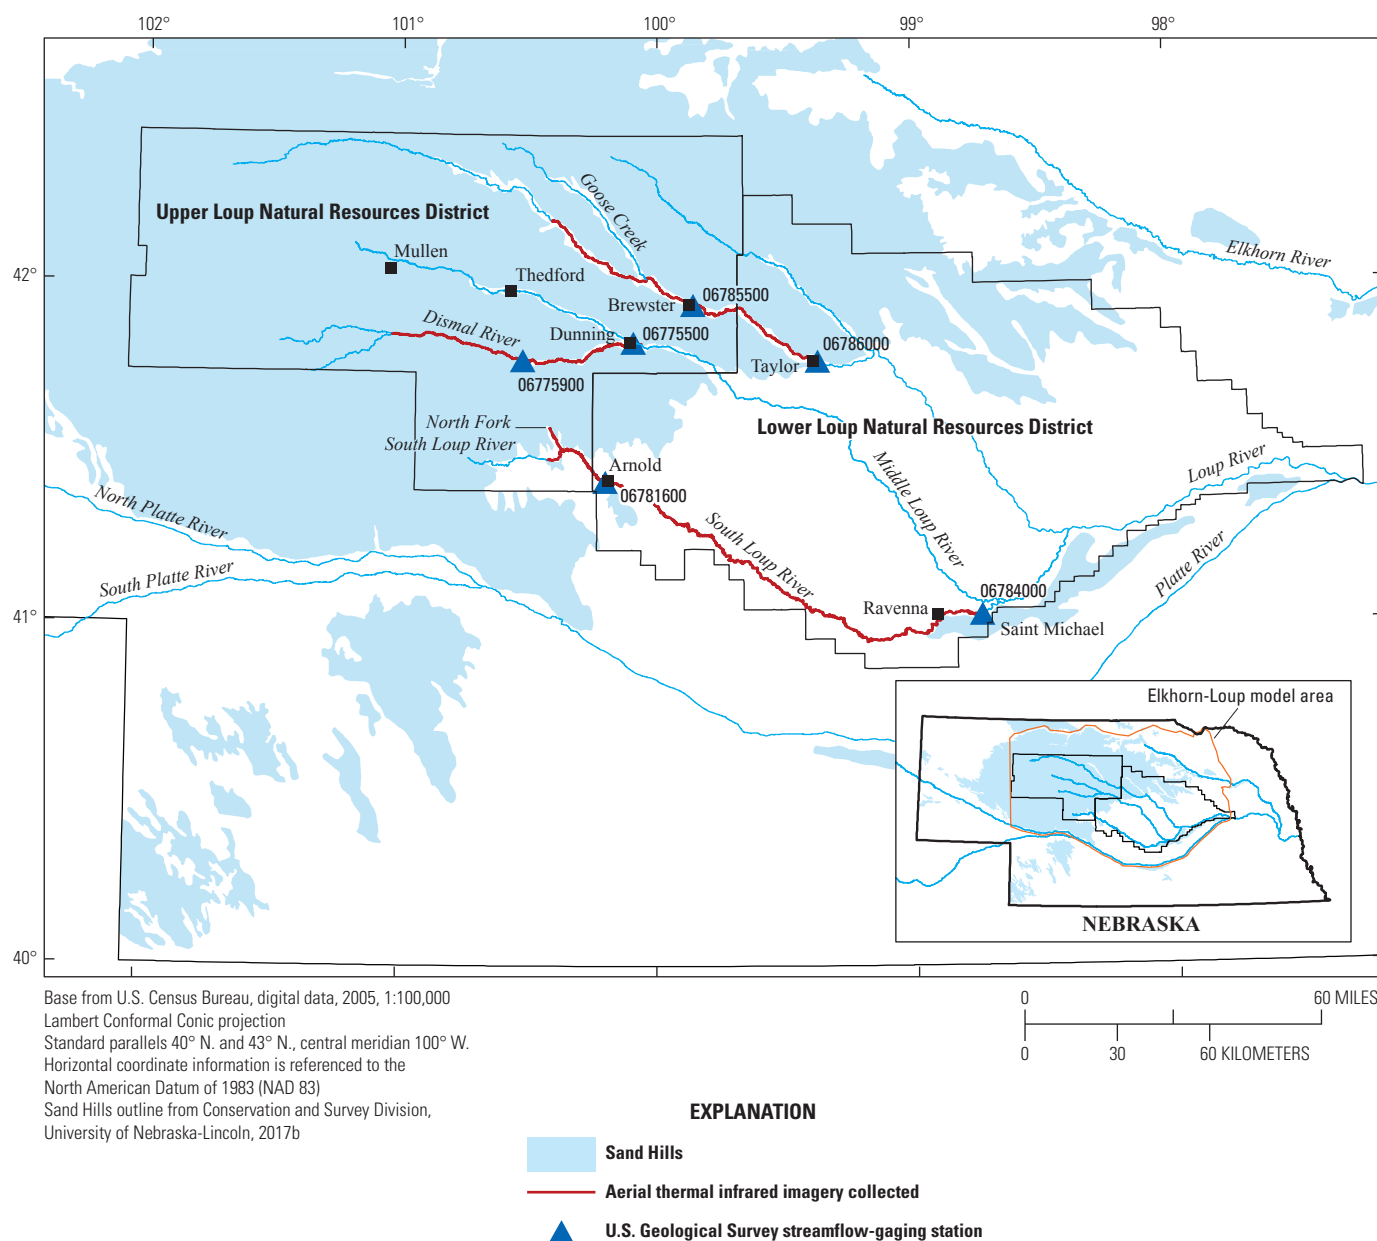 102°
101°
100°
99°
98°
Goose Creek
Upper Loup Natural Resources District
Elkhorn River
Mullen
42°
Thedford
06785500
Brewster
Dismal River
Dunning
06775500
06786000
Taylor
06775900
North Fork
South Loup River
Lower Loup Natural Resources District
Middle Loup River
Loup River
Arnold
06781600
North Platte River
South Loup River
Platte River
South Platte River
06784000
Ravenna
41°
Saint Michael
Elkhorn-Loup model area
NEBRASKA
40°
Base from U.S. Census Bureau, digital data, 2005, 1:100,000
Lambert Conformal Conic projection
Standard parallels 40° N. and 43° N., central meridian 100° W.
Horizontal coordinate information is referenced to the
North American Datum of 1983 (NAD 83)
Sand Hills outline from Conservation and Survey Division,
University of Nebraska-Lincoln, 2017b
0 60 MILES
0 30 60 KILOMETERS
EXPLANATION
Sand Hills
Aerial thermal infrared imagery collected
U.S. Geological Survey streamflow-gaging station